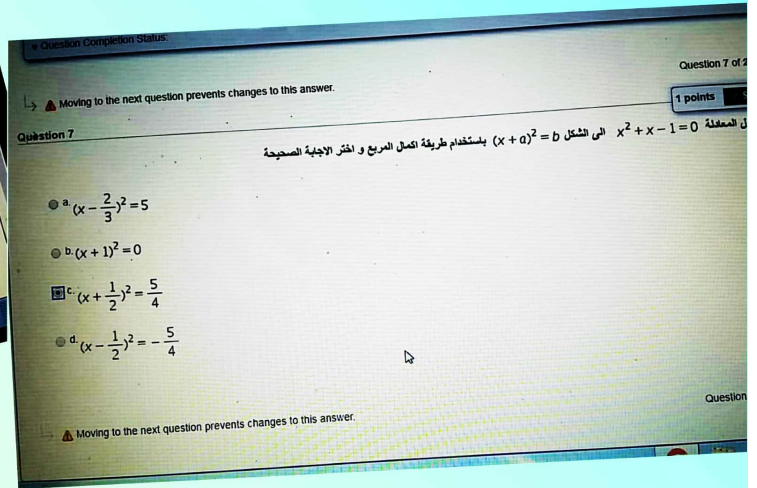 Question Completion Status:
Question 7 of
Moving to the next question prevents changes to this answer.
1 points
Question 7
المعادلة x² + x − 1 = 0 الى الشكل (x + a)² = b باستخدام طريقة اكمال المربع و اختر الاجابة الصحيحة
a. (x − 2/3)² = 5
b. (x + 1)² = 0
c. (x + 1/2)² = 5/4
d. (x − 1/2)² = − 5/4
Question
Moving to the next question prevents changes to this answer.